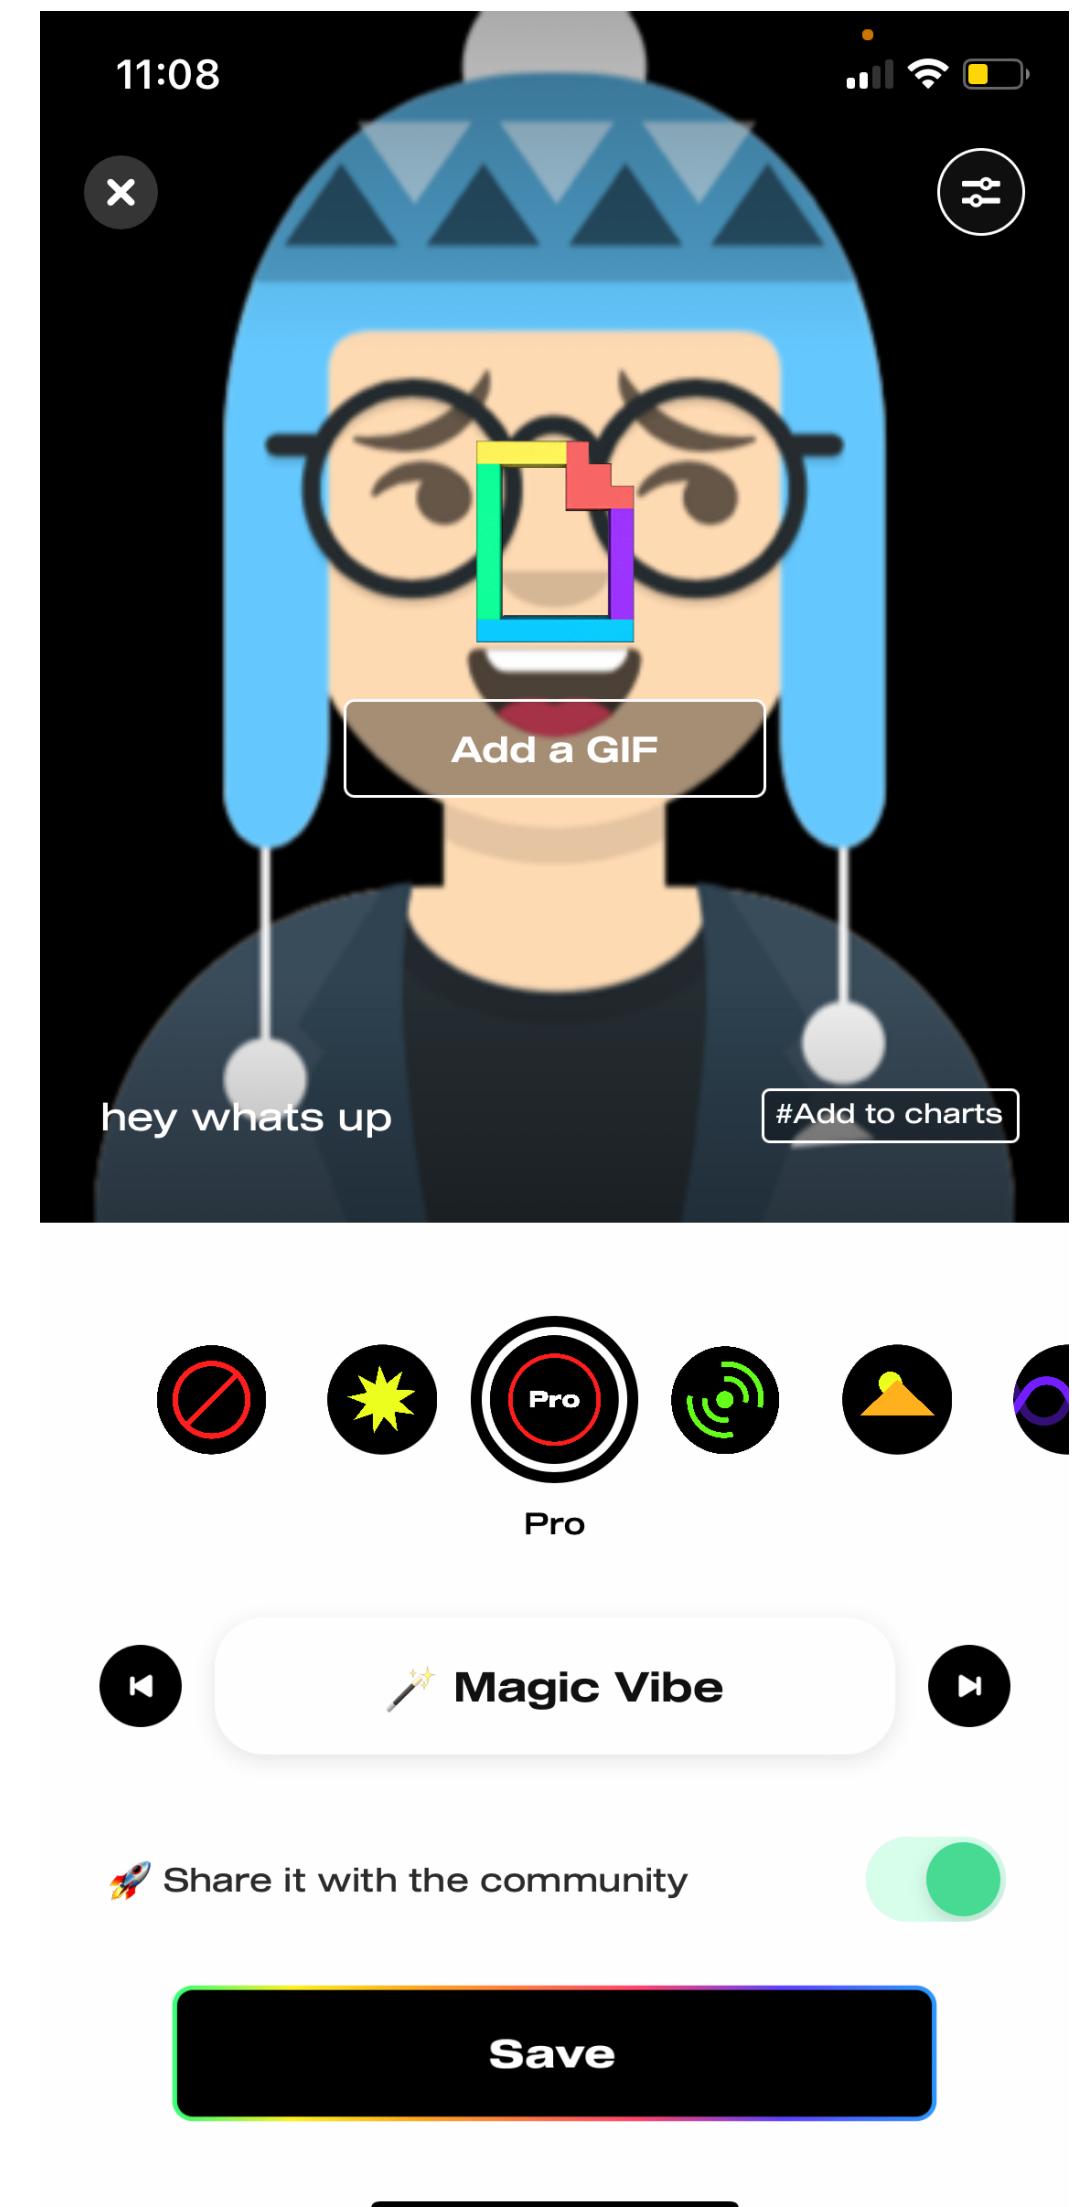 11:08
Add a GIF
hey whats up
#Add to charts
Pro
Pro
Magic Vibe
Share it with the community
Save